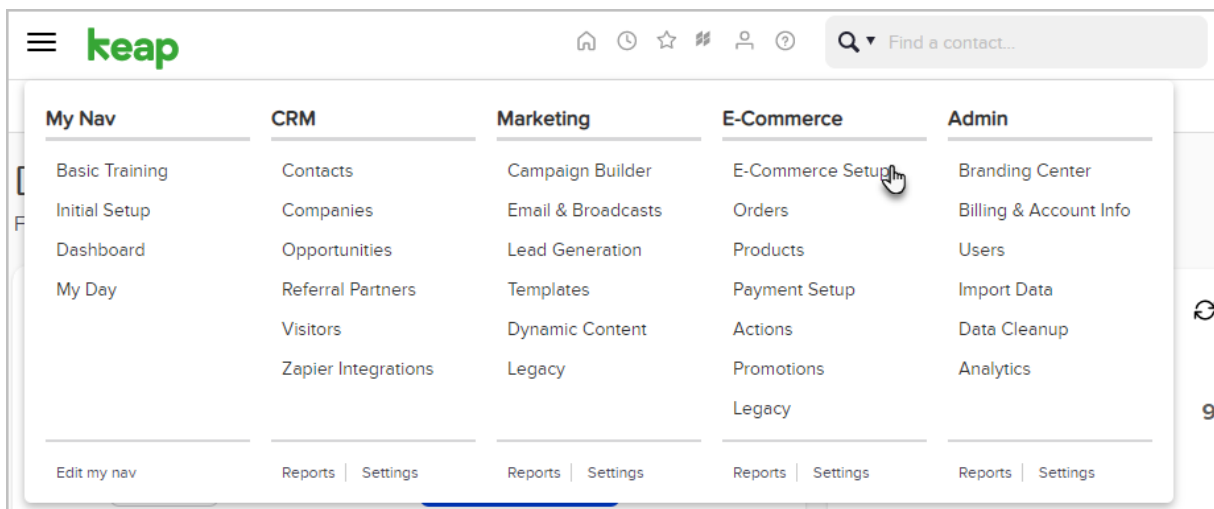 keap
Find a contact...
My Nav
Basic Training
Initial Setup
Dashboard
My Day
Edit my nav
CRM
Contacts
Companies
Opportunities
Referral Partners
Visitors
Zapier Integrations
Reports | Settings
Marketing
Campaign Builder
Email & Broadcasts
Lead Generation
Templates
Dynamic Content
Legacy
Reports | Settings
E-Commerce
E-Commerce Setup
Orders
Products
Payment Setup
Actions
Promotions
Legacy
Reports | Settings
Admin
Branding Center
Billing & Account Info
Users
Import Data
Data Cleanup
Analytics
Reports | Settings
9